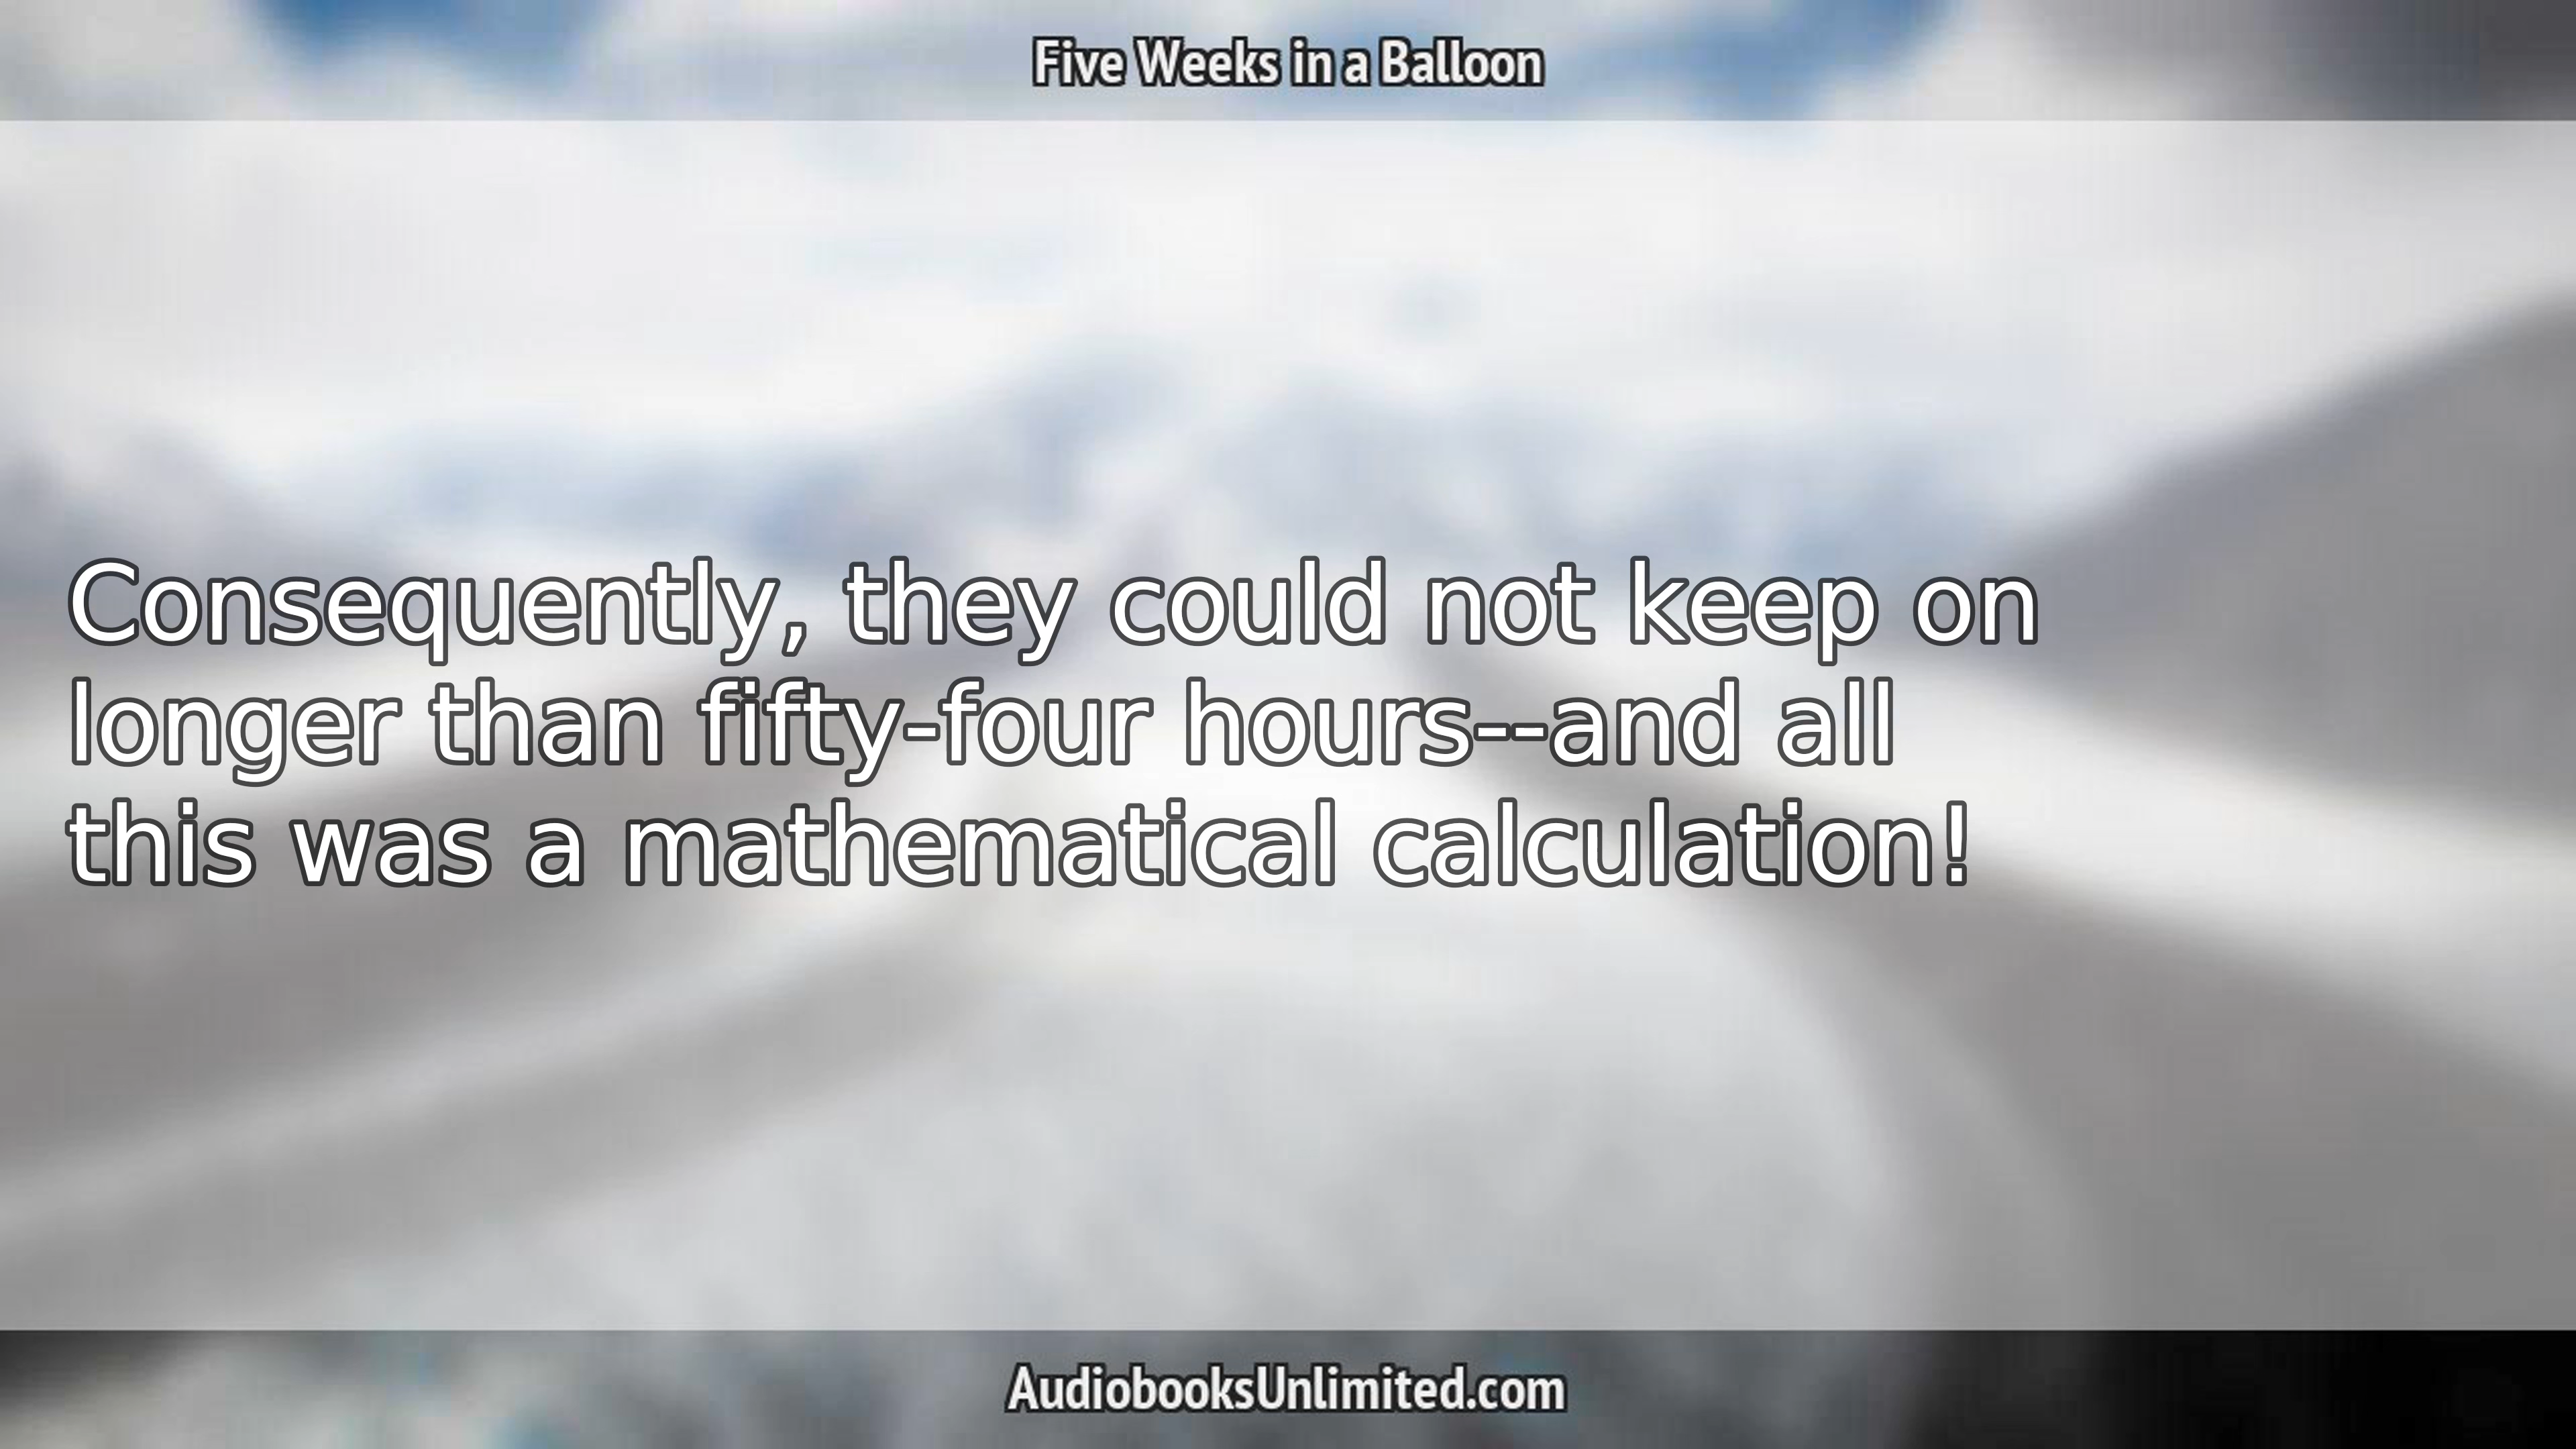 Five Weeks in a Balloon
Consequently, they could not keep on
longer than fifty-four hours--and all
this was a mathematical calculation!
AudiobooksUnlimited.com